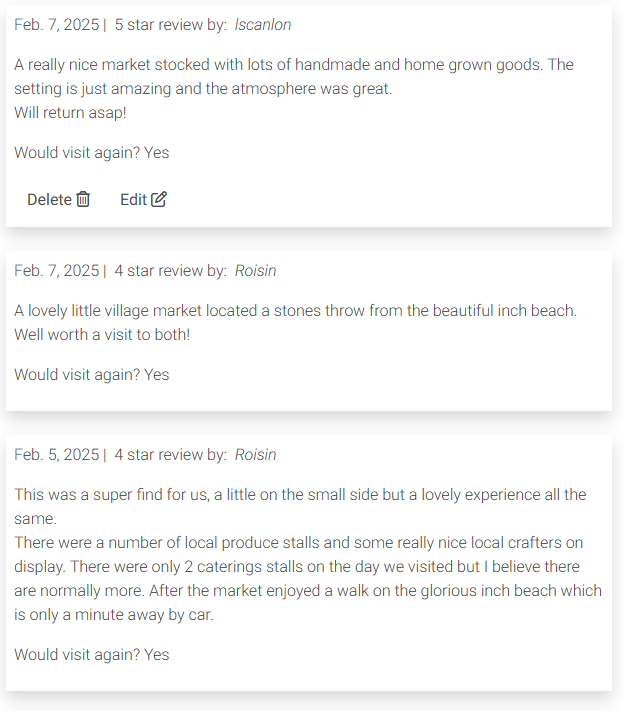 Feb. 7, 2025 | 5 star review by: lscanlon
A really nice market stocked with lots of handmade and home grown goods. The
setting is just amazing and the atmosphere was great.
Will return asap!
Would visit again? Yes
Delete Edit
Feb. 7, 2025 | 4 star review by: Roisin
A lovely little village market located a stones throw from the beautiful inch beach.
Well worth a visit to both!
Would visit again? Yes
Feb. 5, 2025 | 4 star review by: Roisin
This was a super find for us, a little on the small side but a lovely experience all the
same.
There were a number of local produce stalls and some really nice local crafters on
display. There were only 2 caterings stalls on the day we visited but I believe there
are normally more. After the market enjoyed a walk on the glorious inch beach which
is only a minute away by car.
Would visit again? Yes